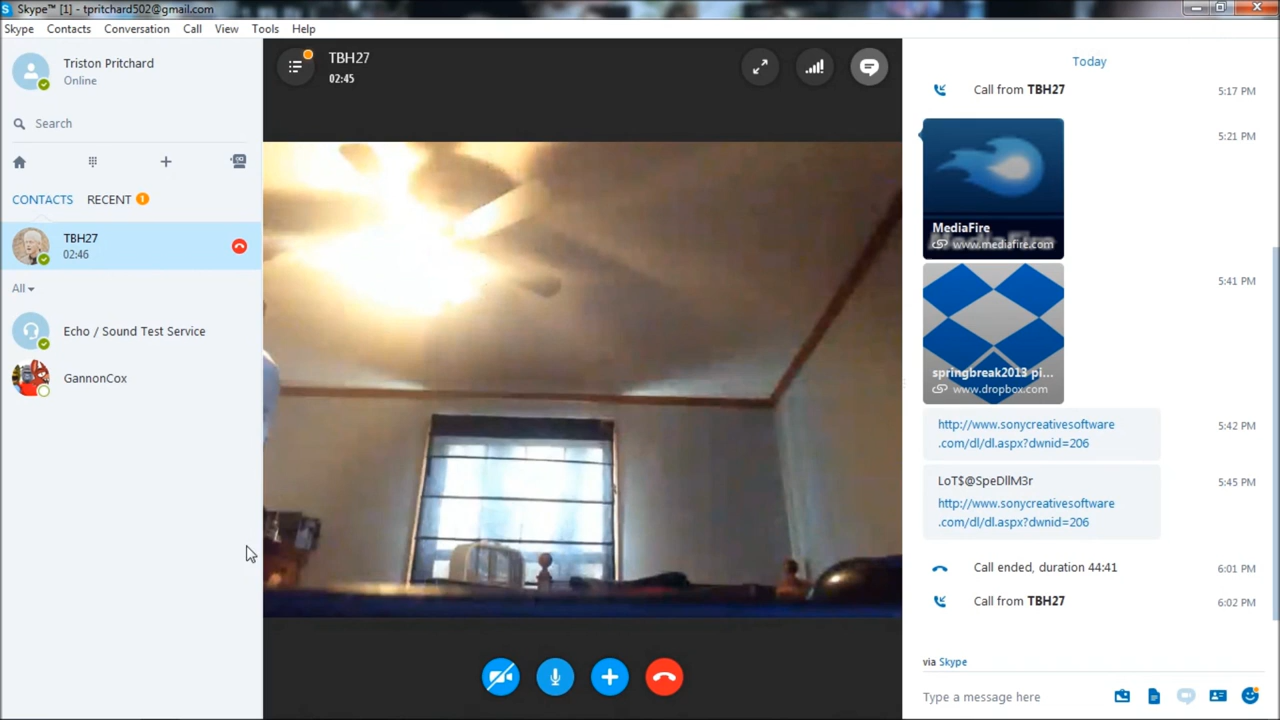 Skype™ [1] - tpritchard502@gmail.com
Skype Contacts Conversation Call View Tools Help
Triston Pritchard
Online
Search
CONTACTS RECENT 1
TBH27
02:46
All
Echo / Sound Test Service
GannonCox
TBH27
02:45
Today
Call from TBH27 5:17 PM
5:21 PM
MediaFire
www.mediafire.com
5:41 PM
springbreak2013 pi...
www.dropbox.com
http://www.sonycreativesoftware
.com/dl/dl.aspx?dwnid=206
5:42 PM
LoT$@SpeDllM3r
5:45 PM
http://www.sonycreativesoftware
.com/dl/dl.aspx?dwnid=206
Call ended, duration 44:41 6:01 PM
Call from TBH27 6:02 PM
via Skype
Type a message here